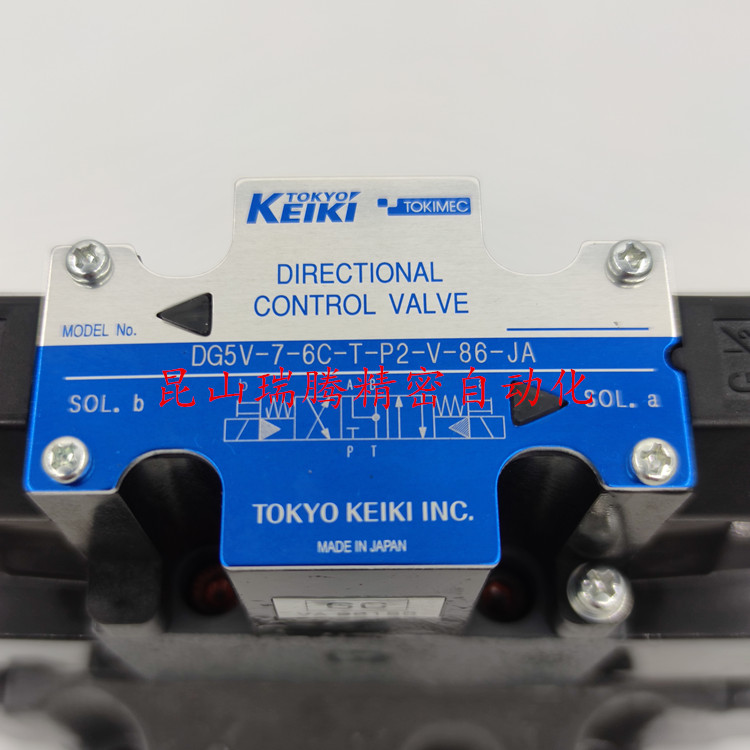 TOKYO
KEIKI TOKIMEC
DIRECTIONAL
CONTROL VALVE
MODEL No.
DG5V-7-6C-T-P2-V-86-JA
昆山瑞腾精密自动化
SOL. b
SOL. a
P T
TOKYO KEIKI INC.
MADE IN JAPAN